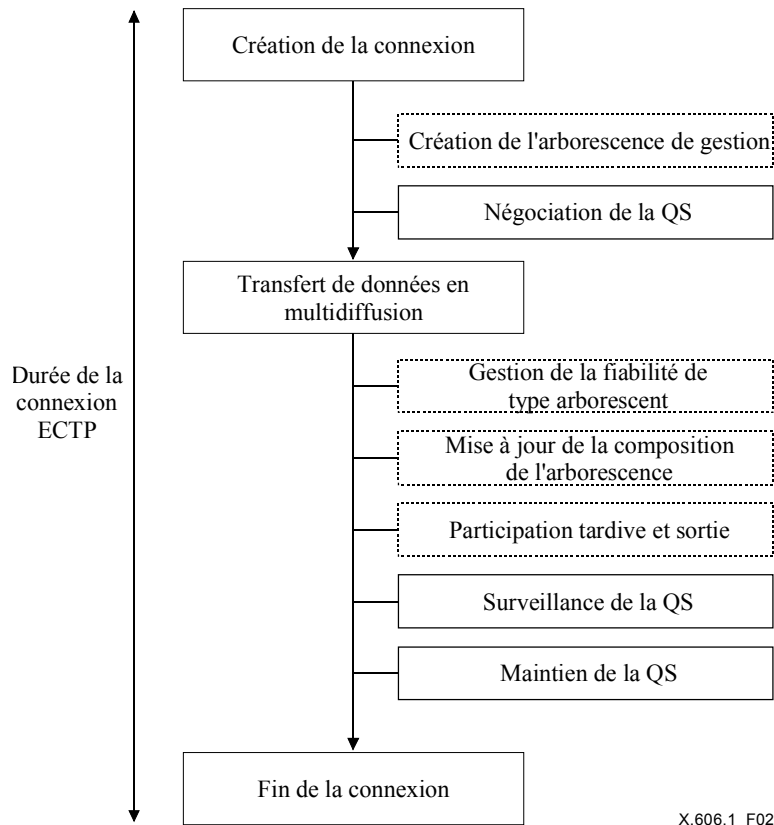 Création de la connexion
Création de l'arborescence de gestion
Négociation de la QS
Transfert de données en
multidiffusion
Durée de la
connexion
ECTP
Gestion de la fiabilité de
type arborescent
Mise à jour de la composition
de l'arborescence
Participation tardive et sortie
Surveillance de la QS
Maintien de la QS
Fin de la connexion
X.606.1_F02